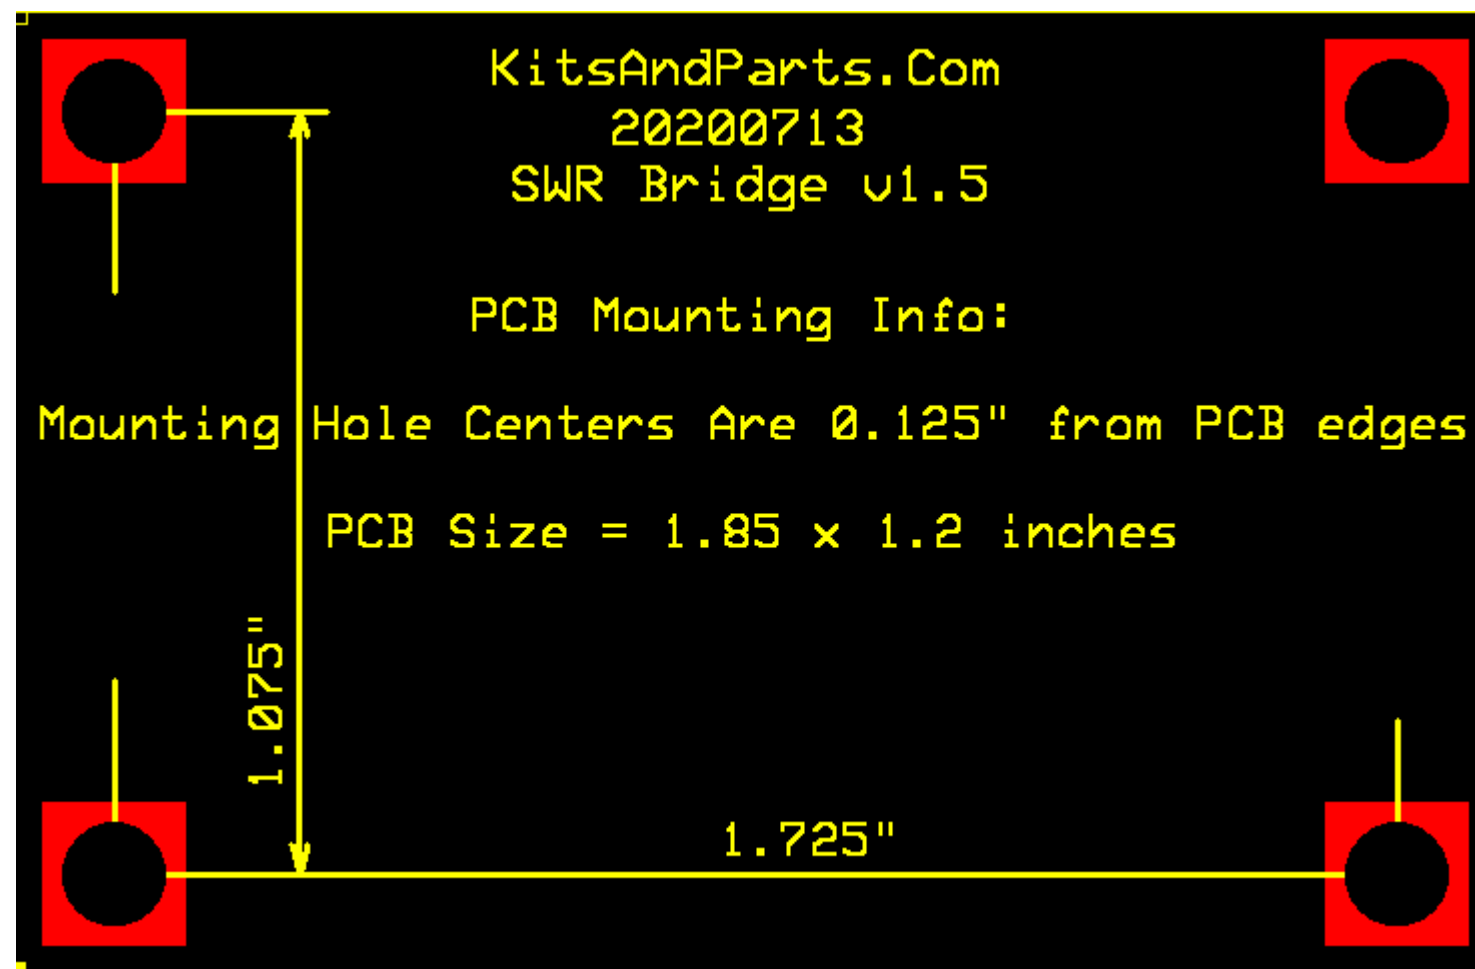 KitsAndParts.Com
20200713
SWR Bridge v1.5
PCB Mounting Info:
Mounting Hole Centers Are 0.125" from PCB edges
PCB Size = 1.85 x 1.2 inches
1.075"
1.725"